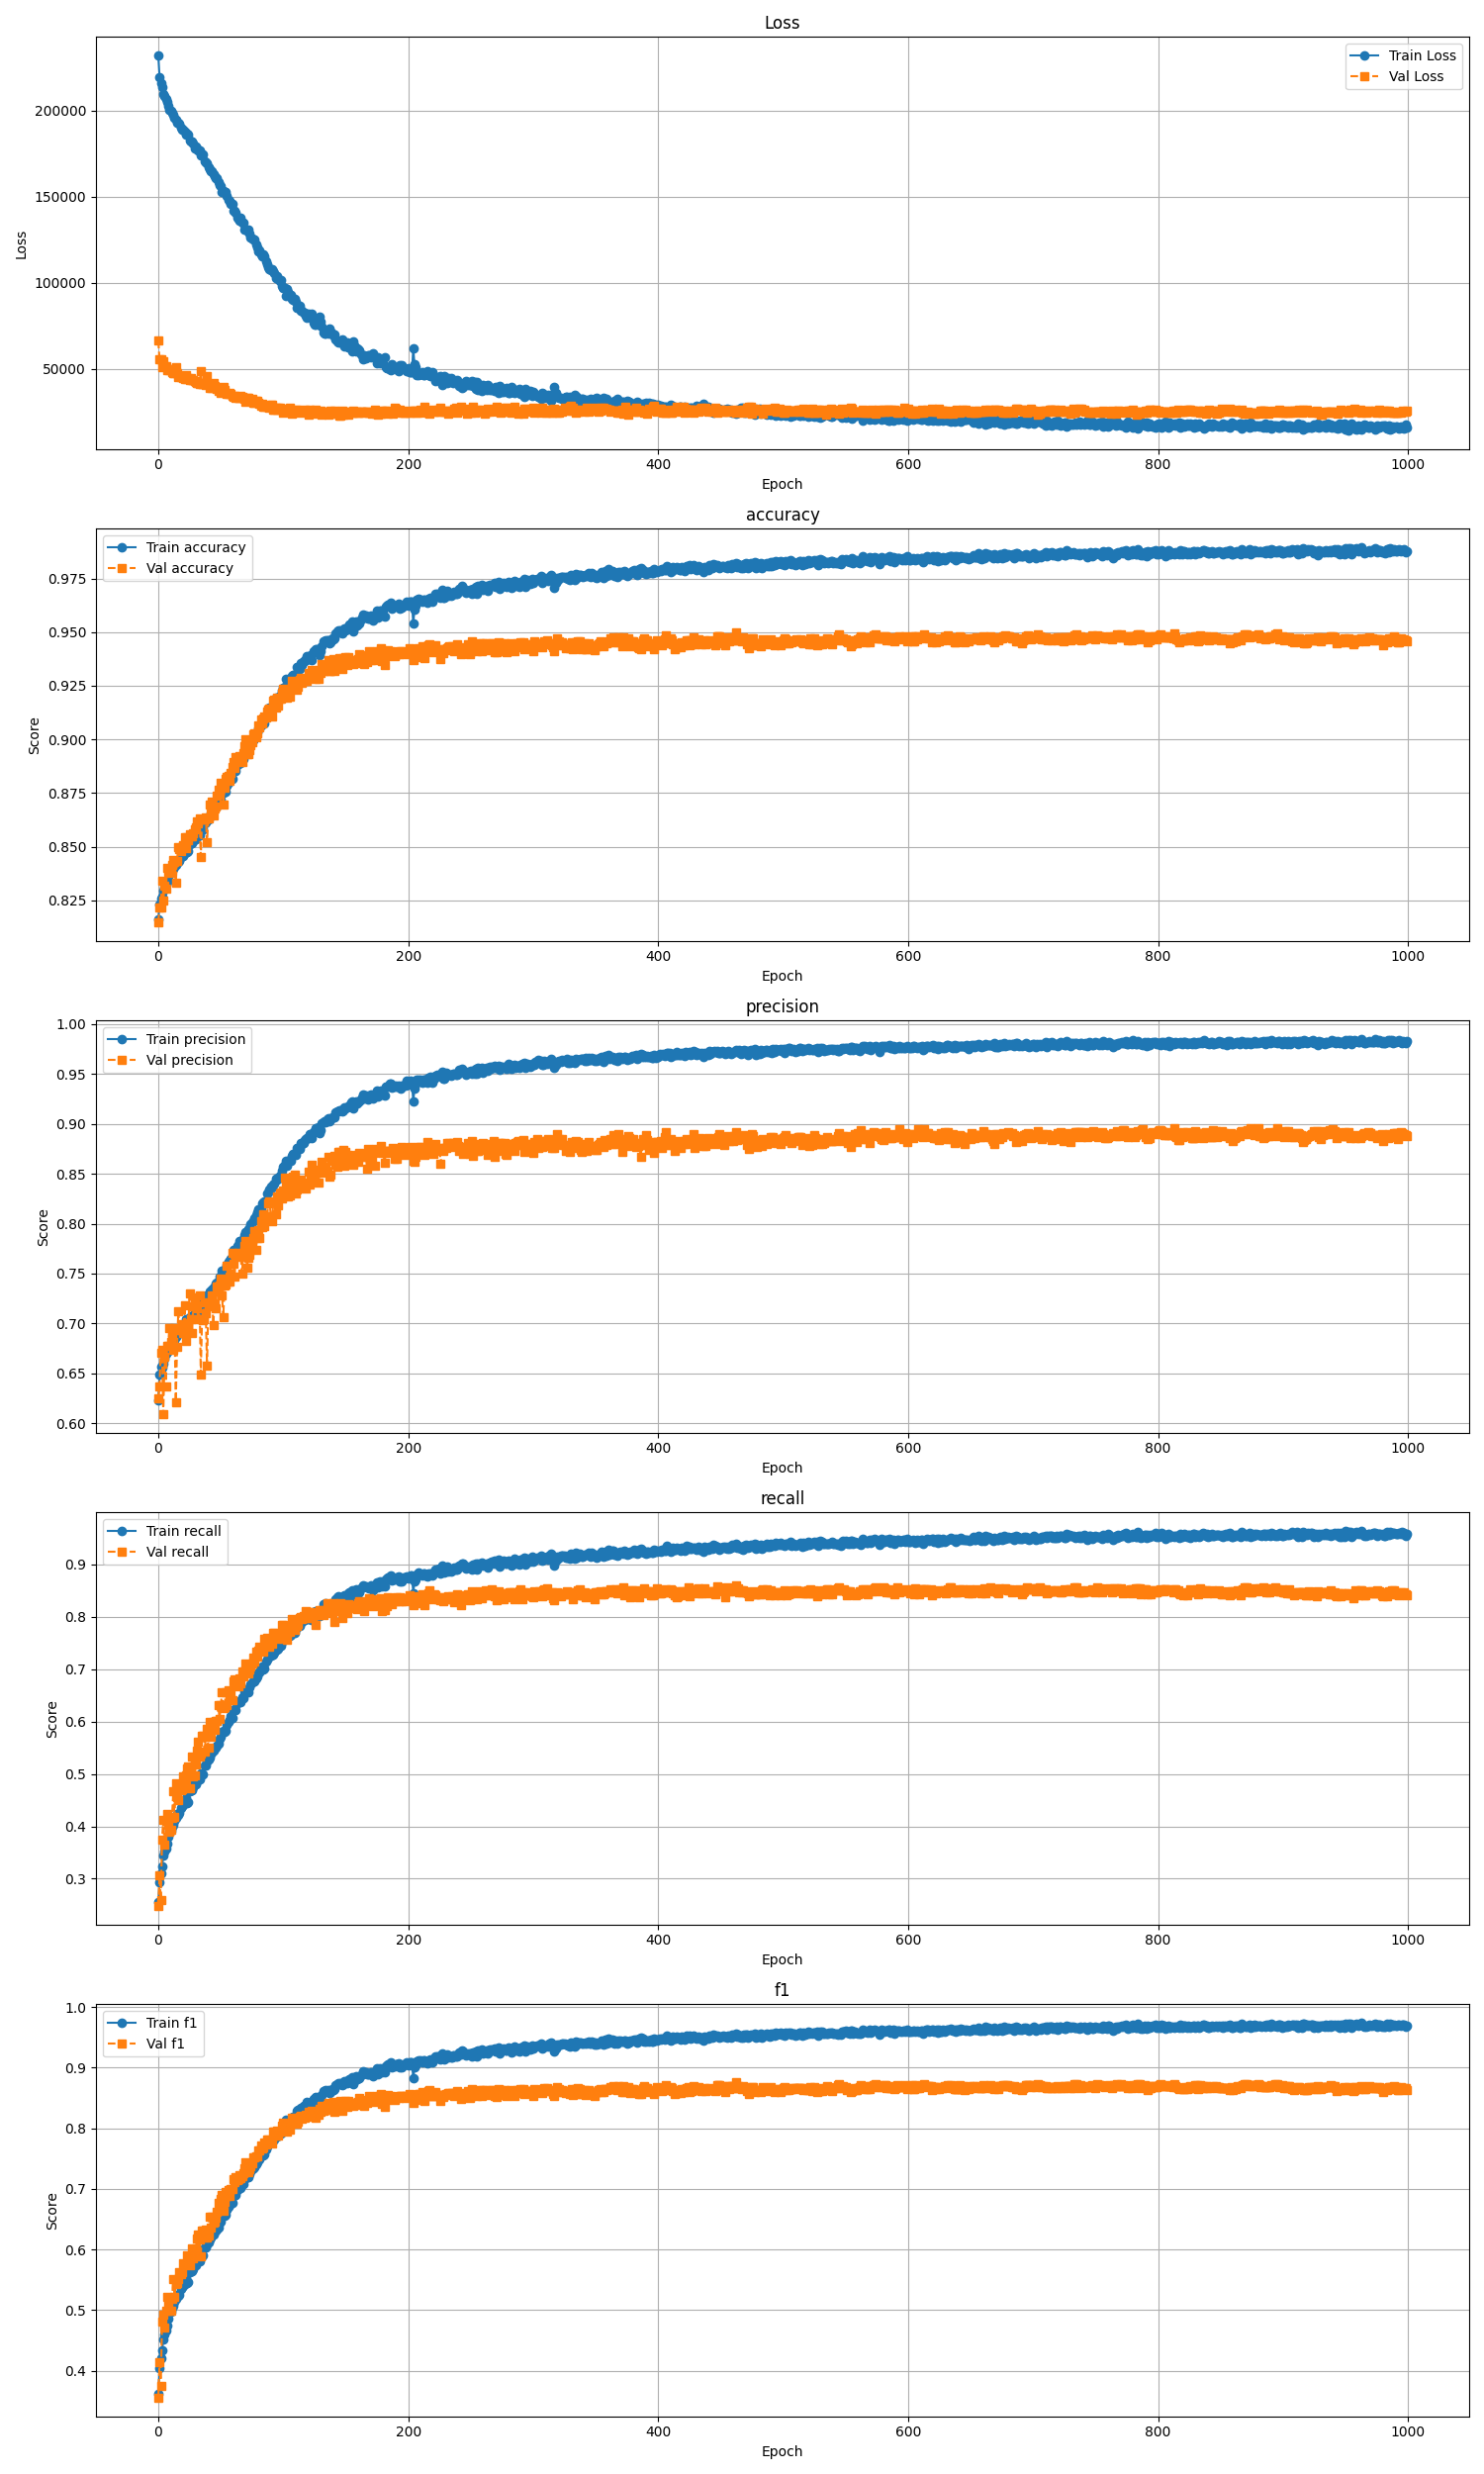 Loss
Train Loss
Val Loss
200000
150000
100000
50000
Loss
0 200 400 600 800 1000
Epoch
accuracy
Train accuracy
Val accuracy
0.975
0.950
0.925
0.900
0.875
0.850
0.825
Score
0 200 400 600 800 1000
Epoch
precision
Train precision
Val precision
1.00
0.95
0.90
0.85
0.80
0.75
0.70
0.65
0.60
Score
0 200 400 600 800 1000
Epoch
recall
Train recall
Val recall
0.9
0.8
0.7
0.6
0.5
0.4
0.3
Score
0 200 400 600 800 1000
Epoch
f1
Train f1
Val f1
1.0
0.9
0.8
0.7
0.6
0.5
0.4
Score
0 200 400 600 800 1000
Epoch